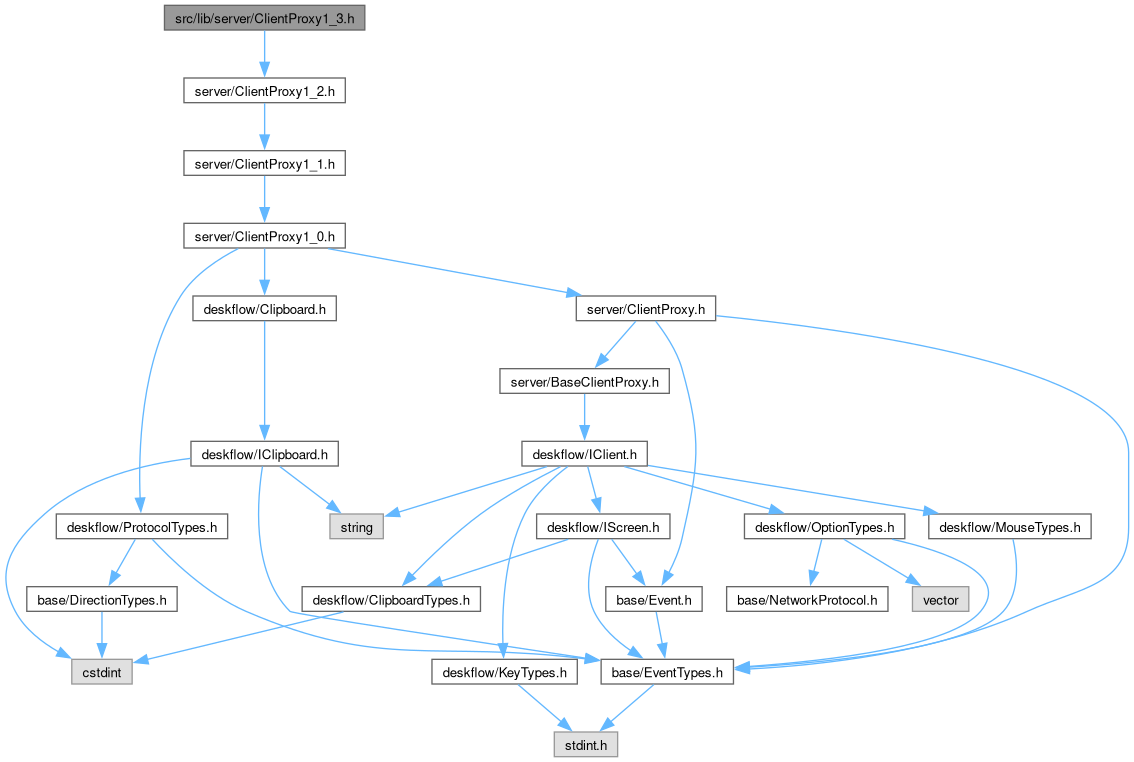 src/lib/server/ClientProxy1_3.h
server/ClientProxy1_2.h
server/ClientProxy1_1.h
server/ClientProxy1_0.h
deskflow/Clipboard.h
server/ClientProxy.h
server/BaseClientProxy.h
deskflow/IClipboard.h
deskflow/IClient.h
deskflow/ProtocolTypes.h
string
deskflow/IScreen.h
deskflow/OptionTypes.h
deskflow/MouseTypes.h
base/DirectionTypes.h
deskflow/ClipboardTypes.h
base/Event.h
base/NetworkProtocol.h
vector
cstdint
deskflow/KeyTypes.h
base/EventTypes.h
stdint.h